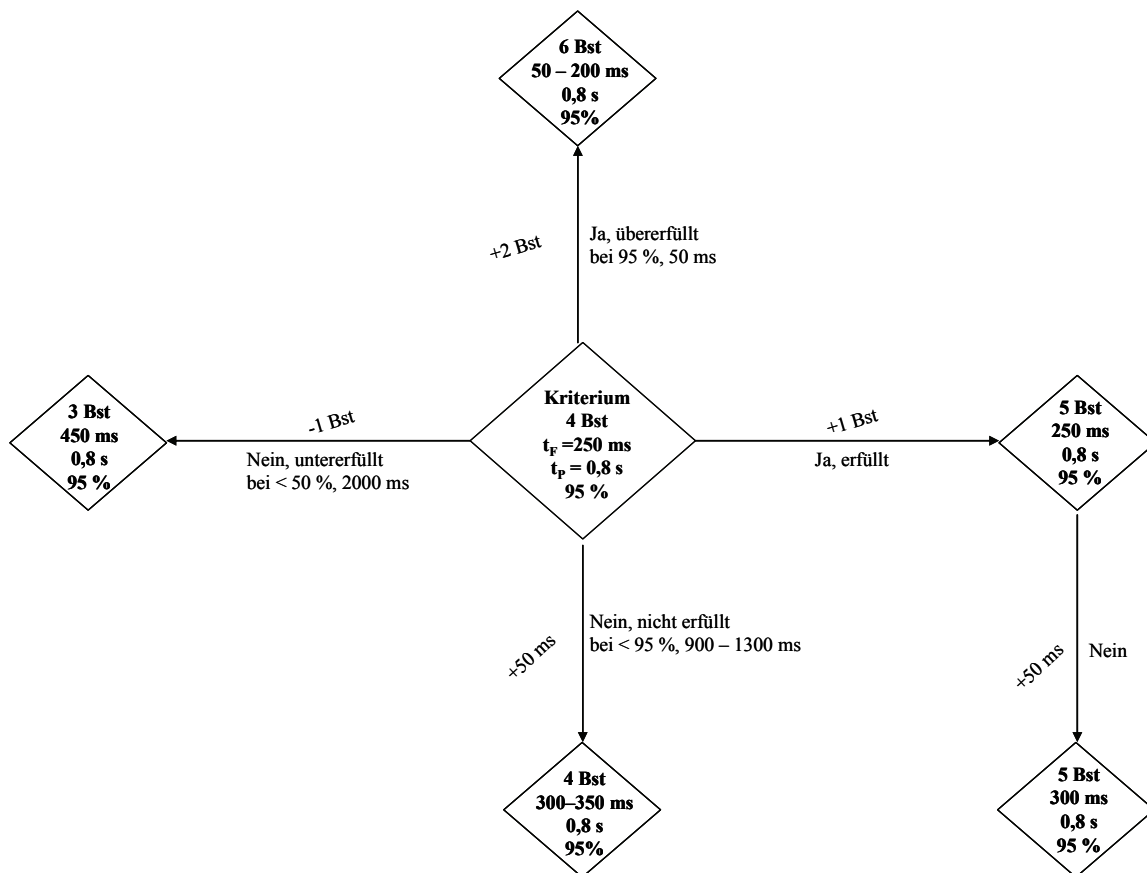 6 Bst
50 – 200 ms
0,8 s
95%
+2 Bst
Ja, übererfüllt
bei 95 %, 50 ms
3 Bst
450 ms
0,8 s
95 %
-1 Bst
Nein, untererfüllt
bei < 50 %, 2000 ms
Kriterium
4 Bst
tF =250 ms
tP = 0,8 s
95 %
+1 Bst
Ja, erfüllt
5 Bst
250 ms
0,8 s
95 %
+50 ms
Nein, nicht erfüllt
bei < 95 %, 900 – 1300 ms
+50 ms
Nein
4 Bst
300–350 ms
0,8 s
95%
5 Bst
300 ms
0,8 s
95 %